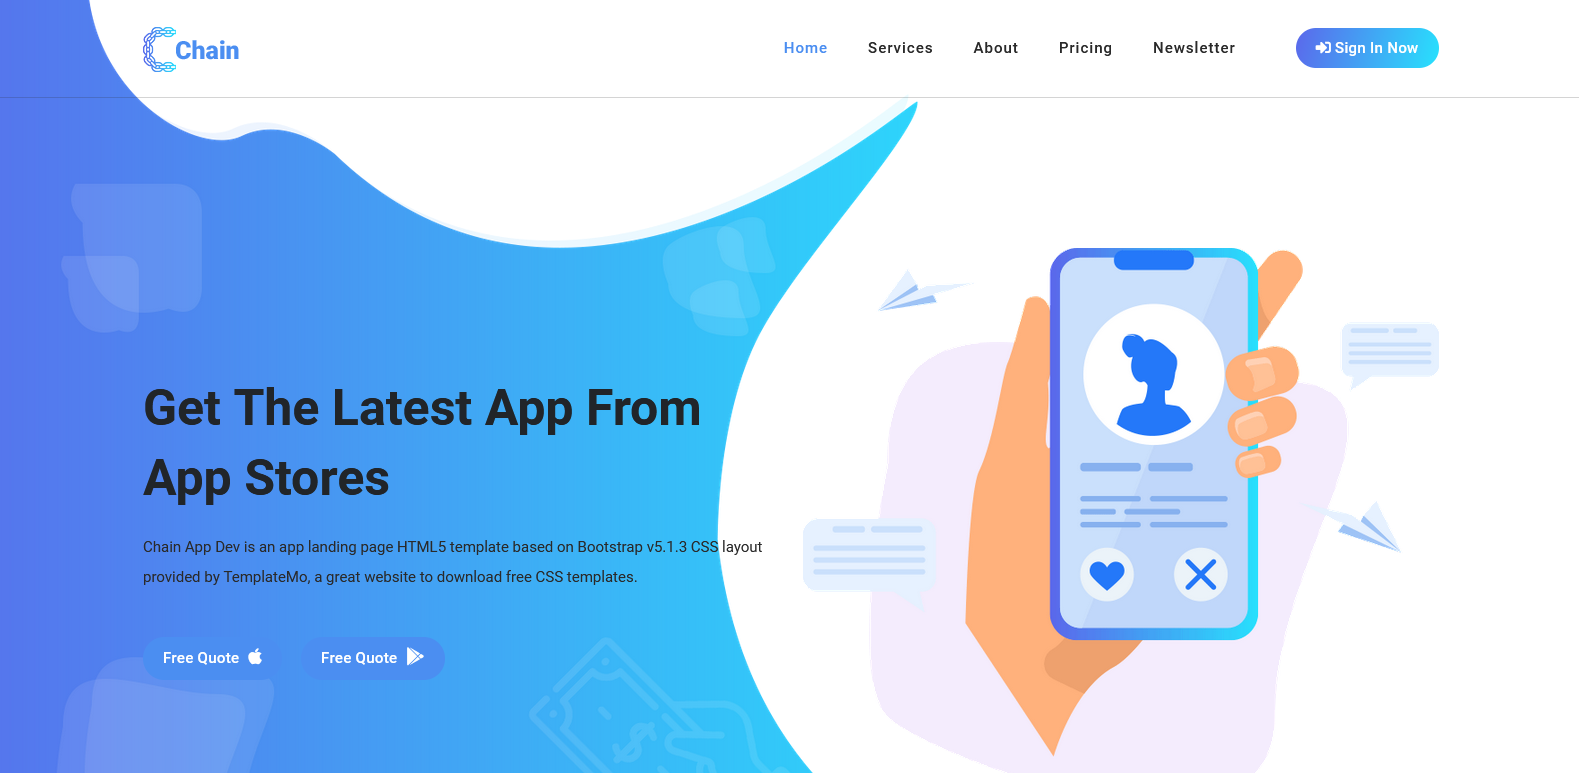 Chain
Home Services About Pricing Newsletter Sign In Now
Get The Latest App From
App Stores
Chain App Dev is an app landing page HTML5 template based on Bootstrap v5.1.3 CSS layout
provided by TemplateMo, a great website to download free CSS templates.
Free Quote Free Quote